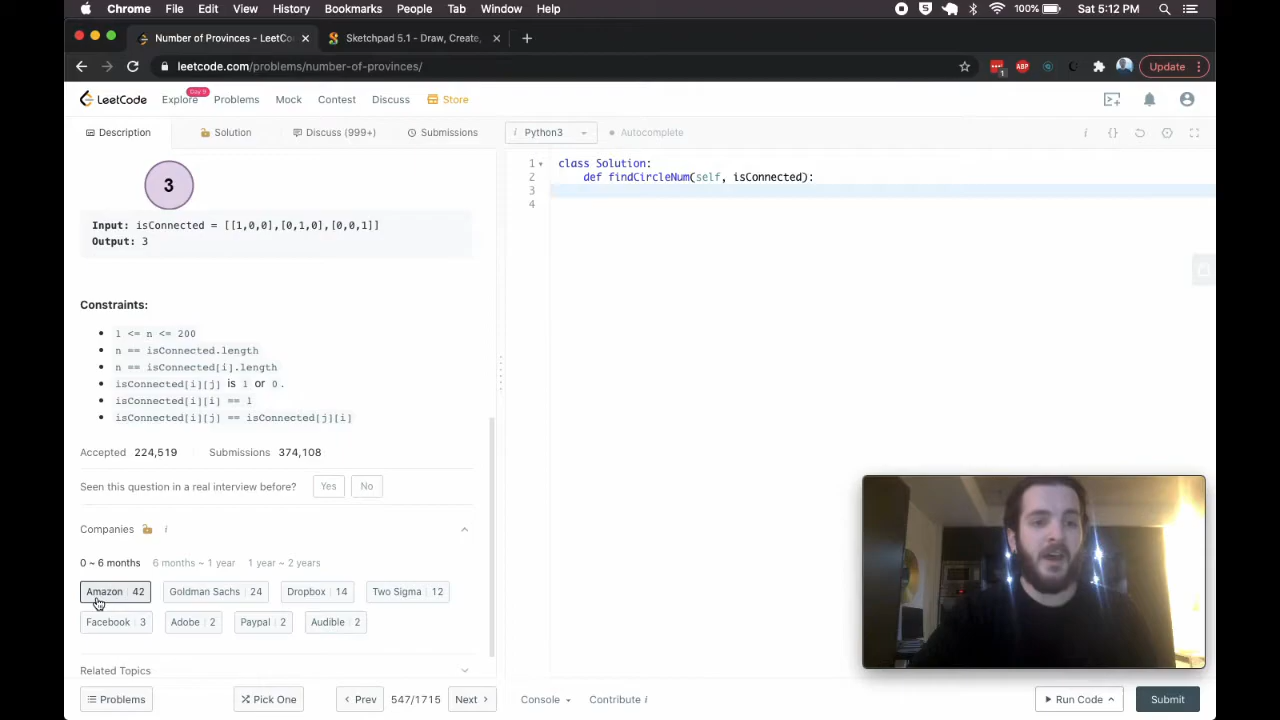 Chrome File Edit View History Bookmarks People Tab Window Help 100% Sat 5:12 PM
Number of Provinces - LeetCo Sketchpad 5.1 - Draw, Create,
leetcode.com/problems/number-of-provinces/ 1 ABP Update
LeetCode Explore Day 8 Problems Mock Contest Discuss Store
Description Solution Discuss (999+) Submissions i Python3 Autocomplete i {}
3
Input: isConnected = [[1,0,0],[0,1,0],[0,0,1]]
Output: 3
Constraints:
1 <= n <= 200
n == isConnected.length
n == isConnected[i].length
isConnected[i][j] is 1 or 0.
isConnected[i][i] == 1
isConnected[i][j] == isConnected[j][i]
Accepted 224,519 Submissions 374,108
Seen this question in a real interview before? Yes No
Companies i
0 ~ 6 months 6 months ~ 1 year 1 year ~ 2 years
Amazon 42 Goldman Sachs 24 Dropbox 14 Two Sigma 12
Facebook 3 Adobe 2 Paypal 2 Audible 2
Related Topics
1 class Solution:
2 def findCircleNum(self, isConnected):
3
4
Problems Pick One Prev 547/1715 Next Console Contribute i Run Code Submit